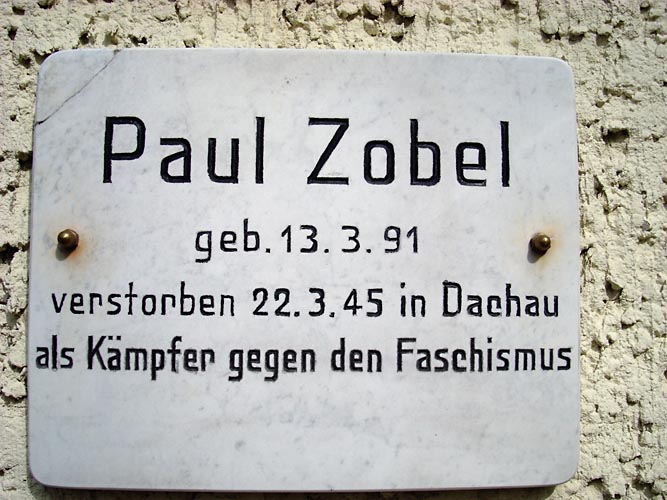 Paul Zobel
geb. 13. 3. 91
verstorben 22. 3. 45 in Dachau
als Kämpfer gegen den Faschismus